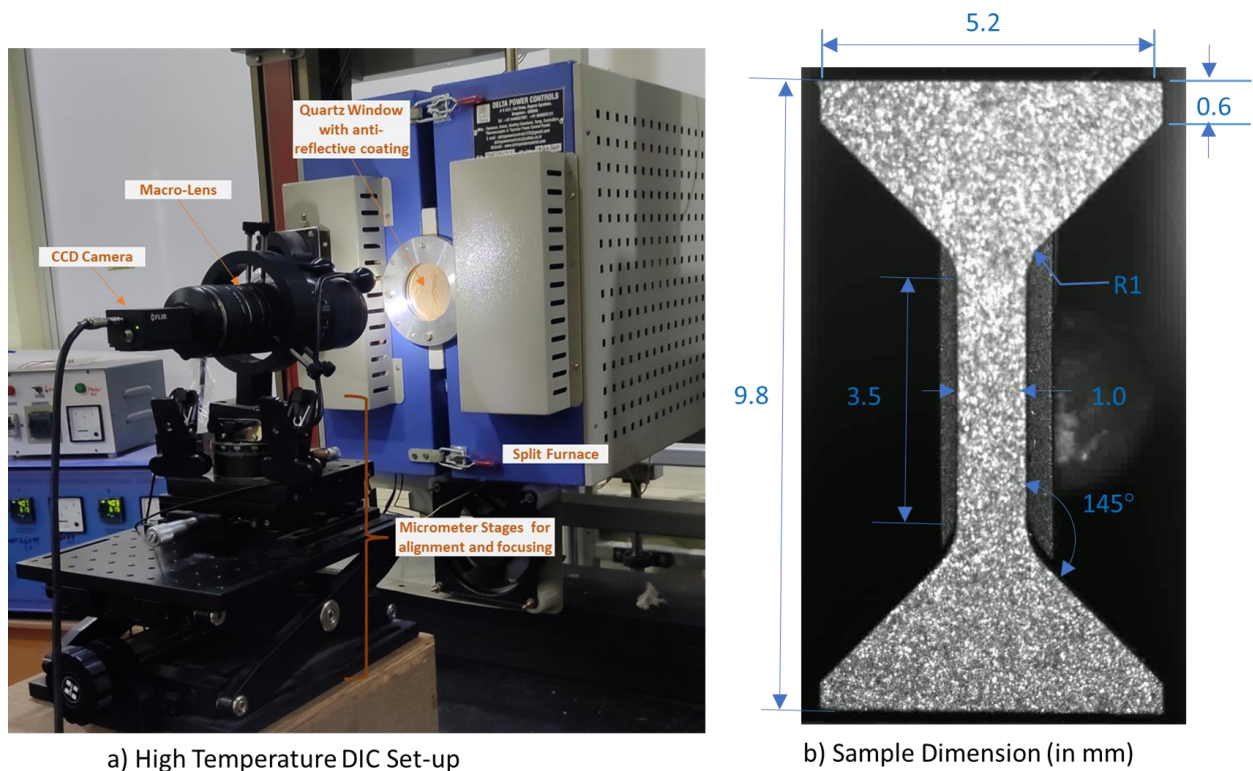 Quartz Window
with anti-
reflective coating
Macro-Lens
CCD Camera
FLIR
DELTA POWER CONTROLS
Split Furnace
Micrometer Stages for
alignment and focusing
a) High Temperature DIC Set-up
5.2
0.6
R1
9.8
3.5
1.0
145°
b) Sample Dimension (in mm)